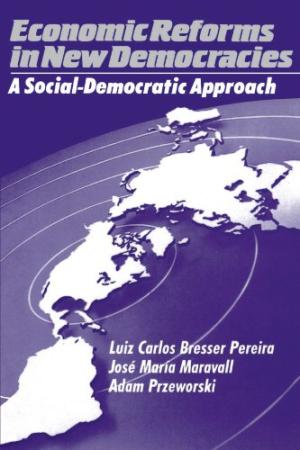 Economic Reforms
in New Democracies
A Social-Democratic Approach
Luiz Carlos Bresser Pereira
José María Maravall
Adam Przeworski